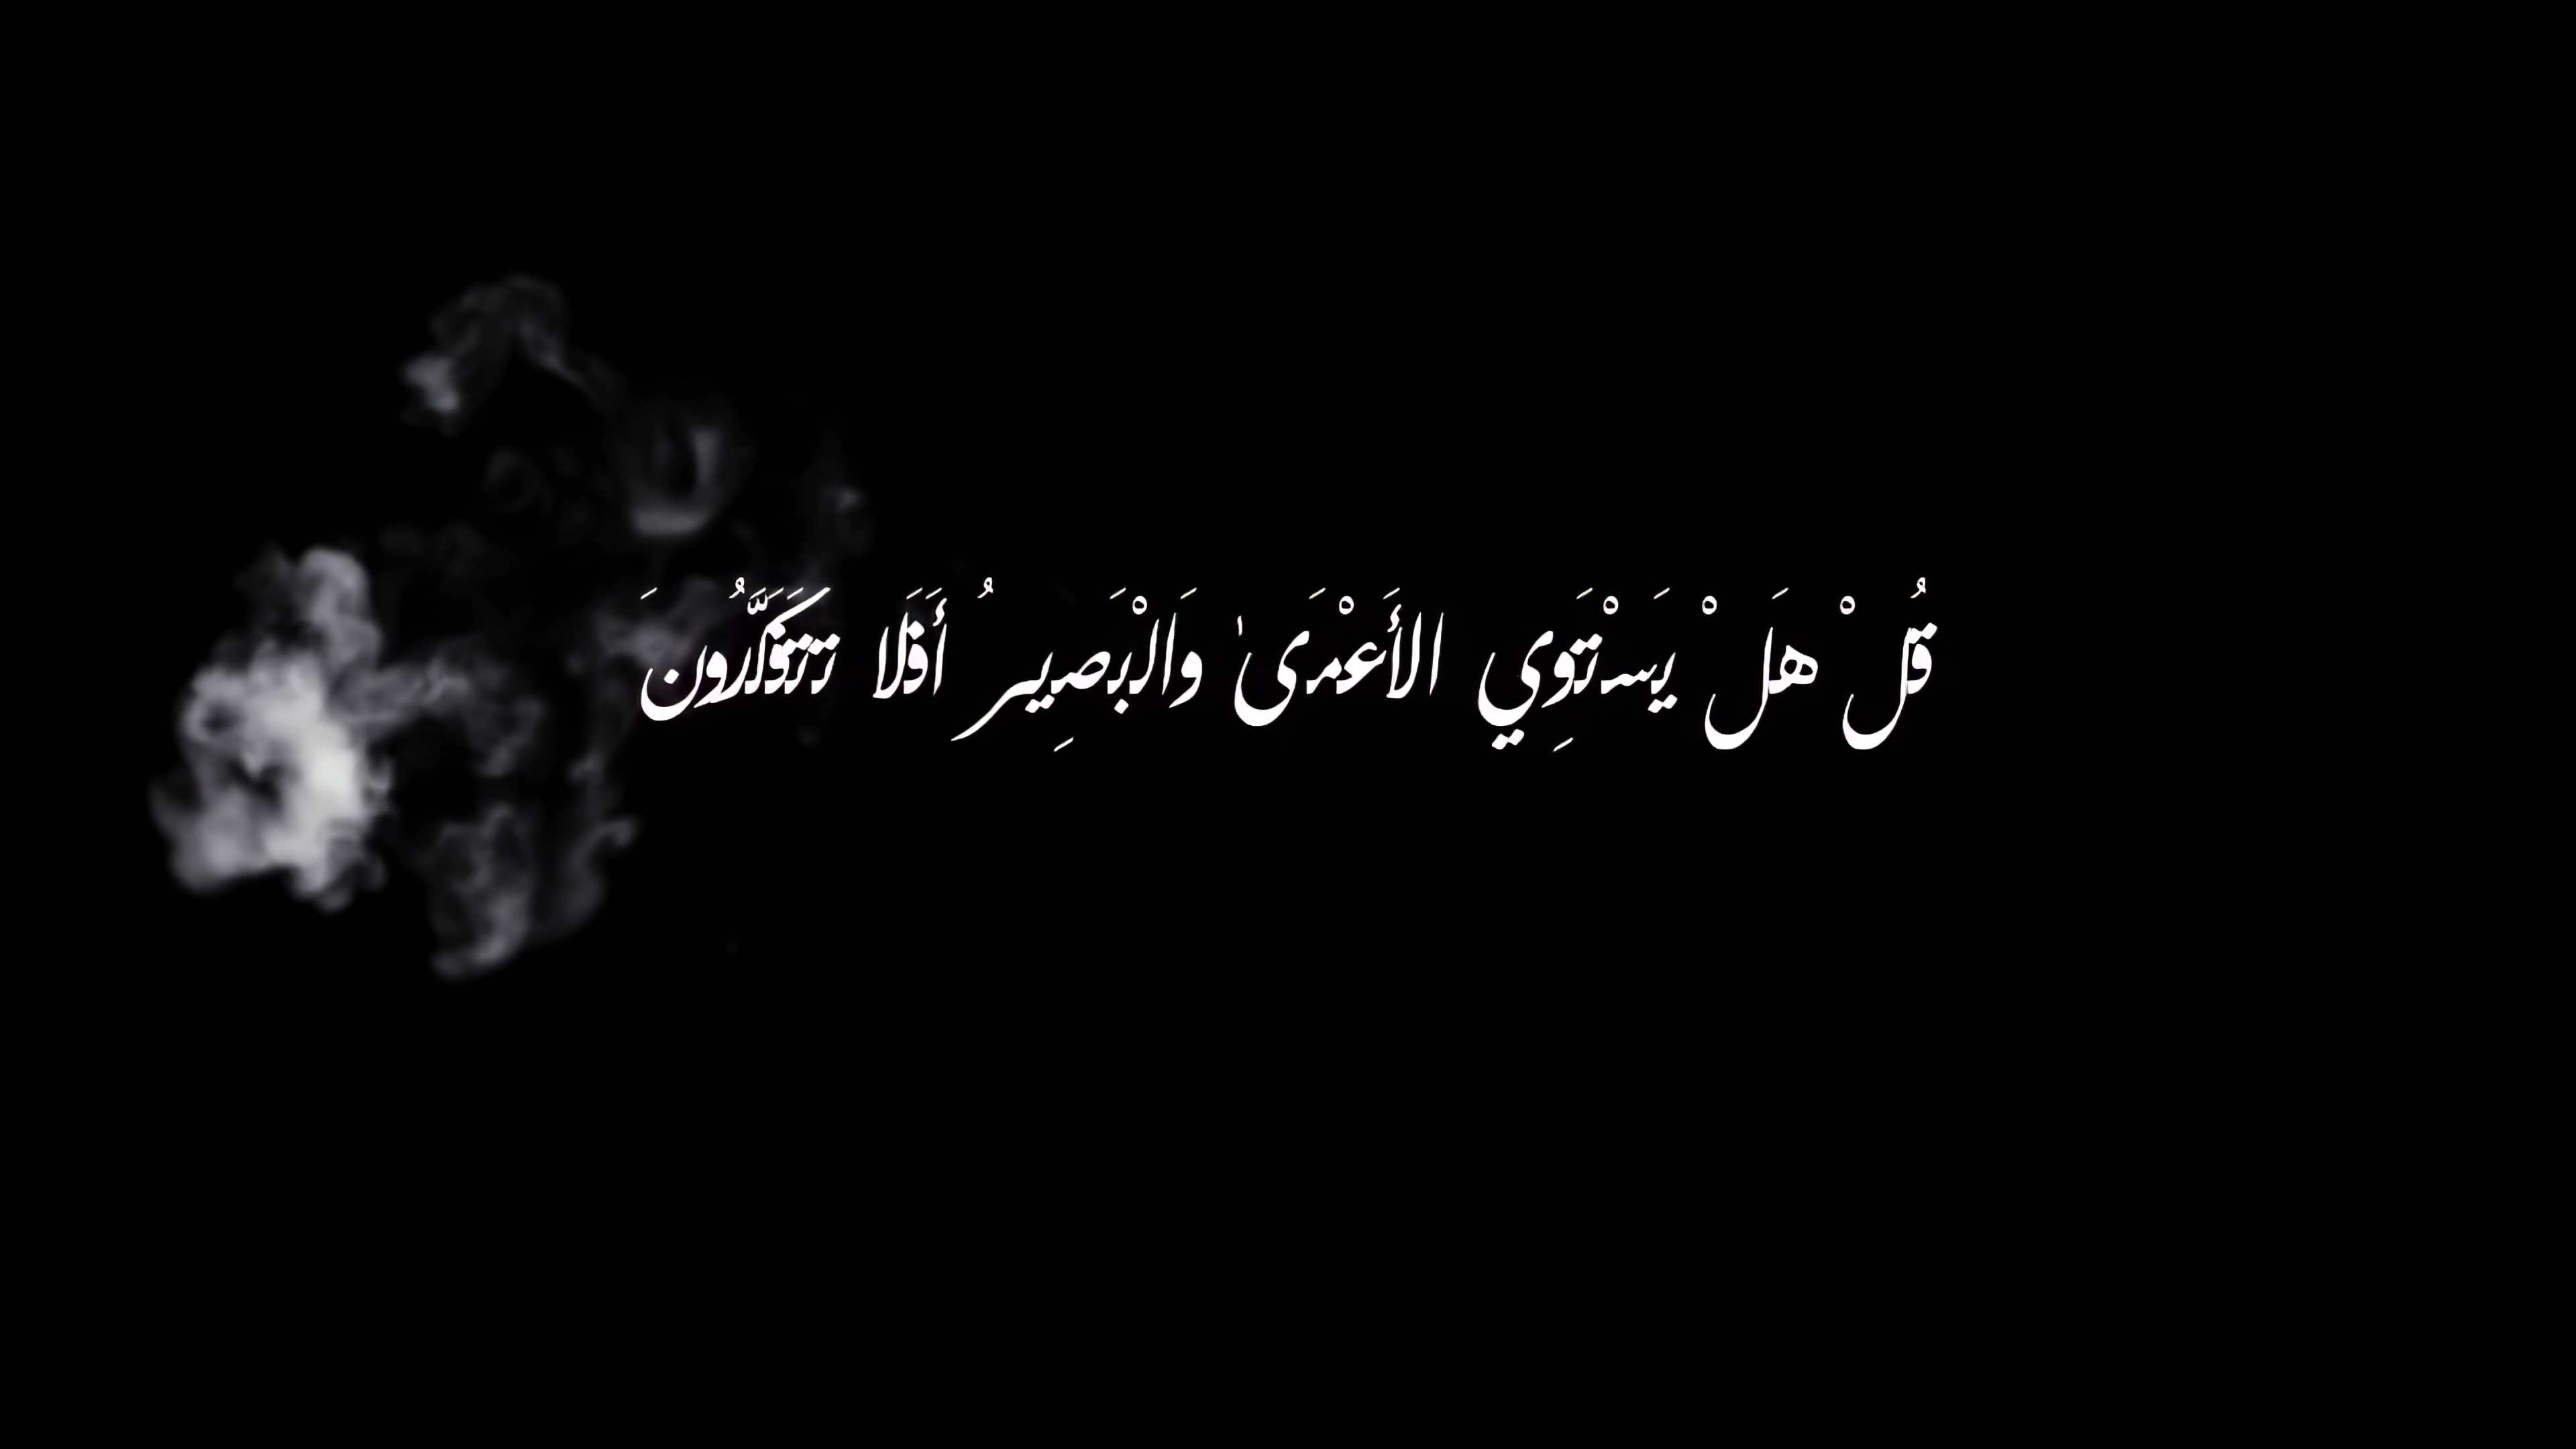 قُلْ هَلْ يَسْتَوِي الأَعْمَىٰ وَالْبَصِيرُ أَفَلَا تَتَفَكَّرُونَ